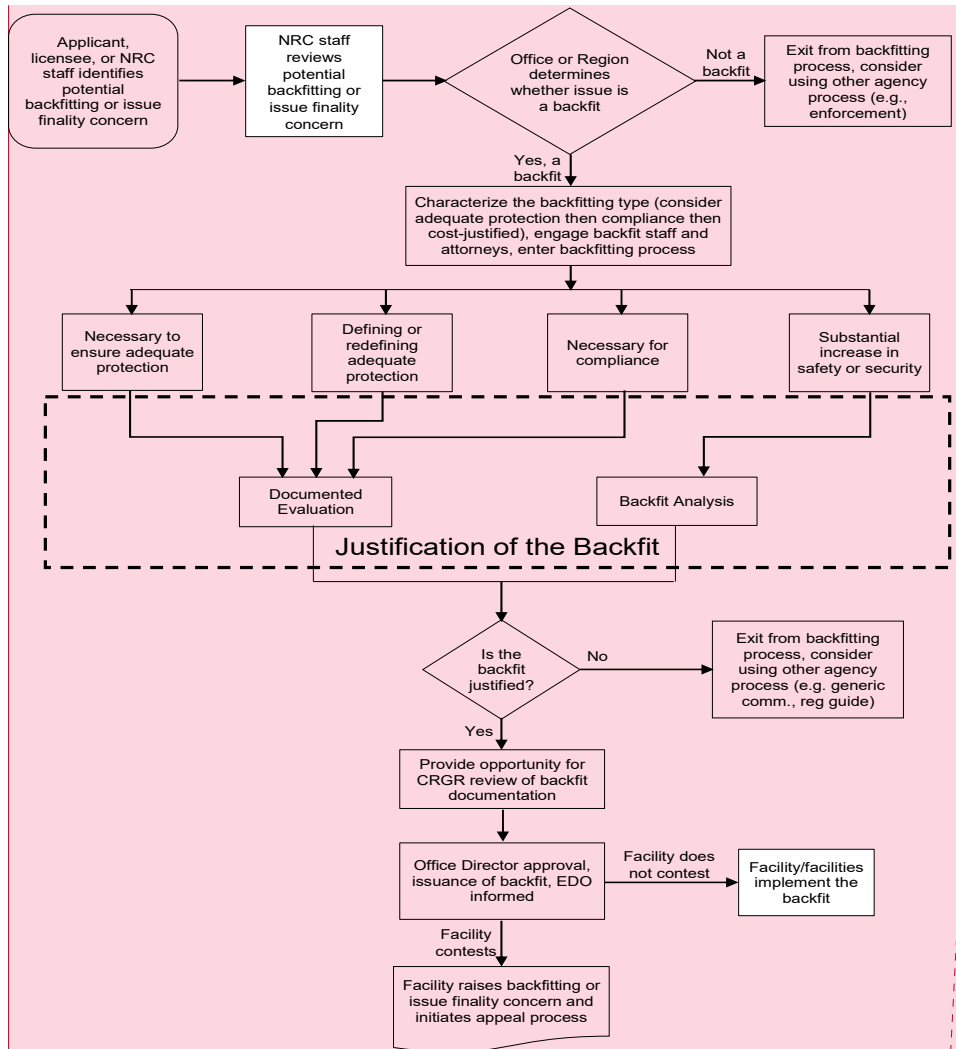 Applicant,
licensee, or NRC
staff identifies
potential
backfitting or issue
finality concern
NRC staff
reviews
potential
backfitting or
issue finality
concern
Office or Region
determines
whether issue is
a backfit
Not a
backfit
Exit from backfitting
process, consider
using other agency
process (e.g.,
enforcement)
Yes, a
backfit
Characterize the backfitting type (consider
adequate protection then compliance then
cost-justified), engage backfit staff and
attorneys, enter backfitting process
Necessary to
ensure adequate
protection
Defining or
redefining
adequate
protection
Necessary for
compliance
Substantial
increase in
safety or security
Documented
Evaluation
Backfit Analysis
Justification of the Backfit
Is the
backfit
justified?
No
Exit from backfitting
process, consider
using other agency
process (e.g. generic
comm., reg guide)
Yes
Provide opportunity for
CRGR review of backfit
documentation
Office Director approval,
issuance of backfit, EDO
informed
Facility does
not contest
Facility/facilities
implement the
backfit
Facility
contests
Facility raises backfitting or
issue finality concern and
initiates appeal process